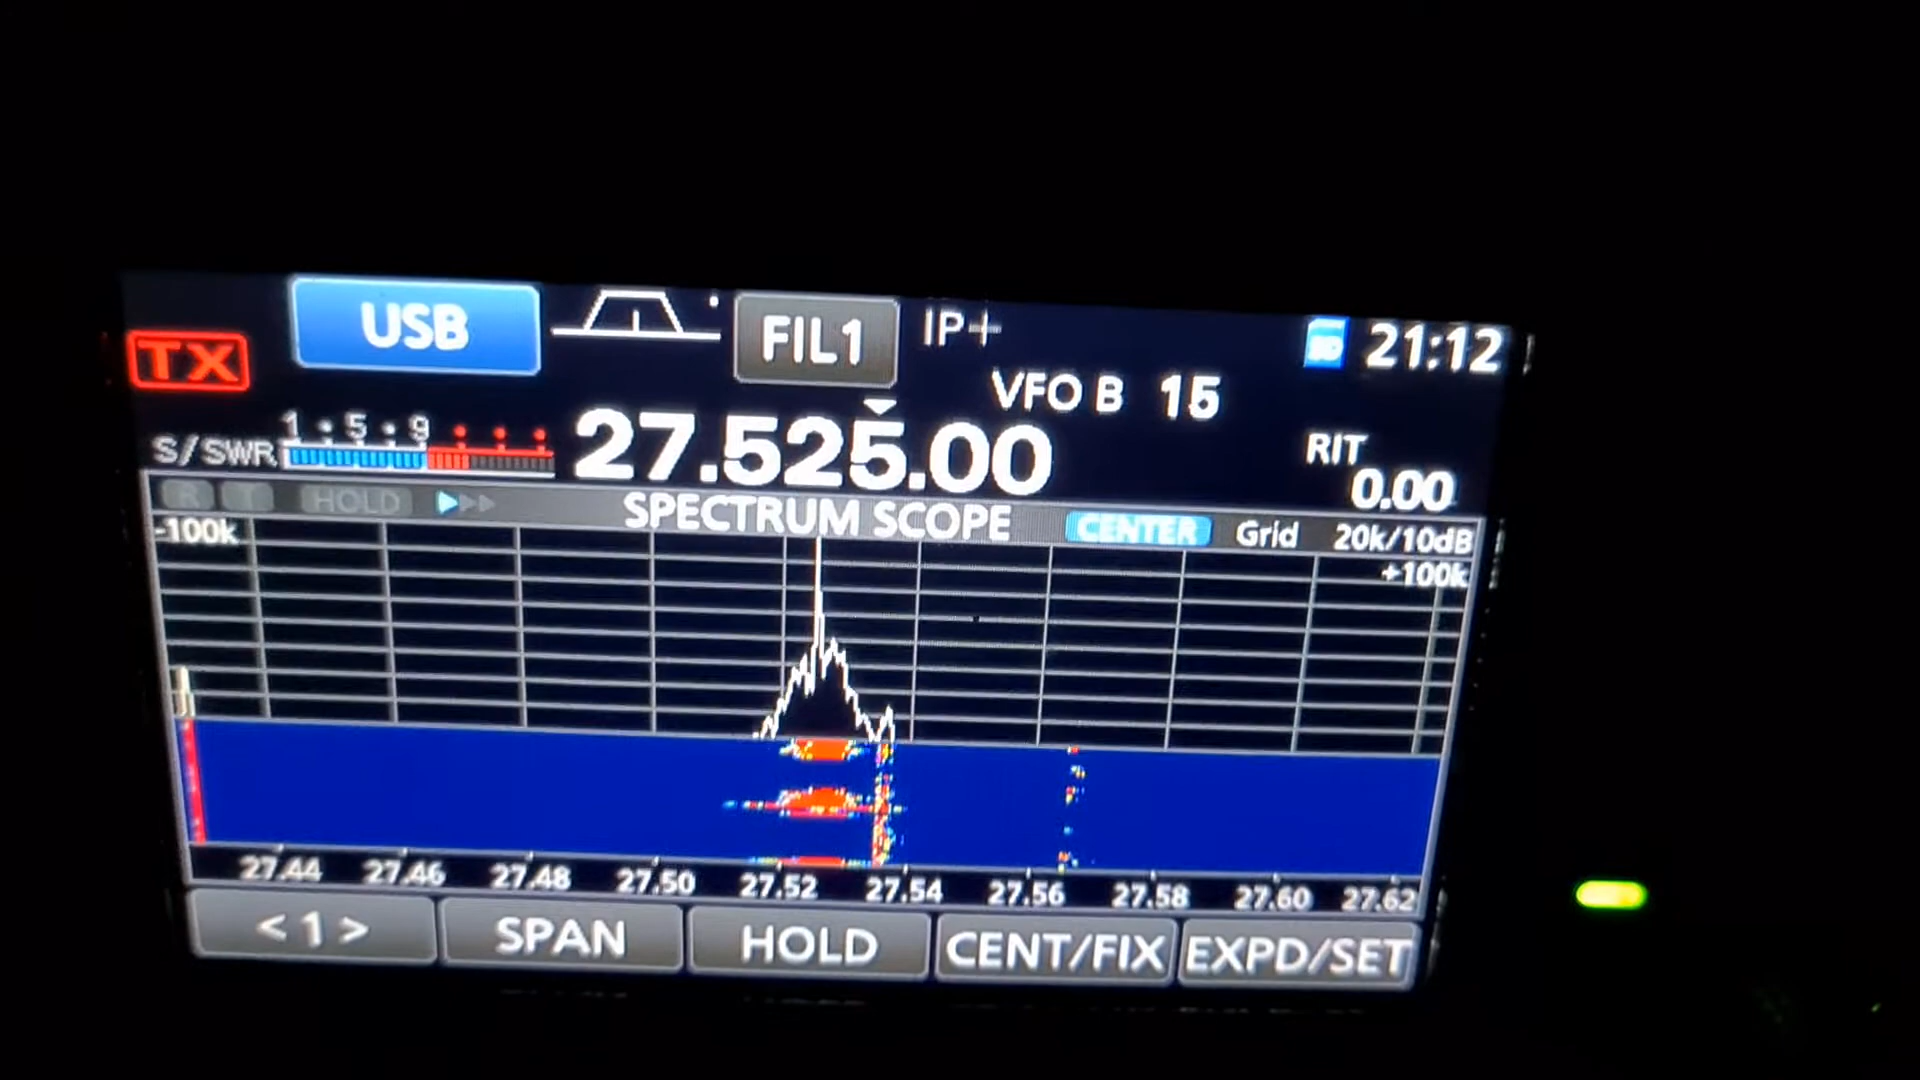 USB FIL1 IP+ 21:12
TX
VFO B 15
1 5 9
S/SWR 27.525.00 RIT
0.00
R T HOLD SPECTRUM SCOPE CENTER Grid 20k/10dB
-100k +100k
27.44 27.46 27.48 27.50 27.52 27.54 27.56 27.58 27.60 27.62
< 1 > SPAN HOLD CENT/FIX EXPD/SET